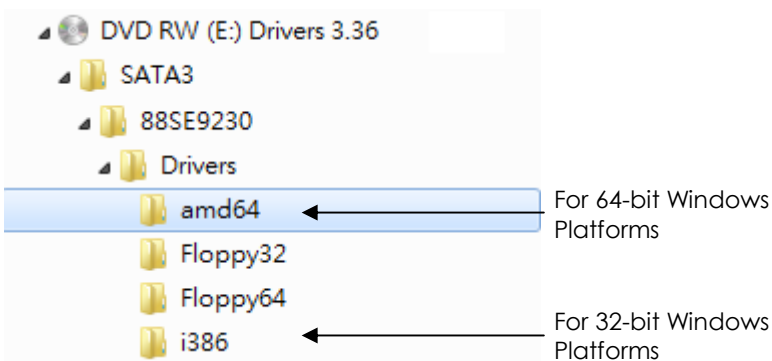 DVD RW (E:) Drivers 3.36
SATA3
88SE9230
Drivers
amd64
For 64-bit Windows
Platforms
Floppy32
Floppy64
i386
For 32-bit Windows
Platforms